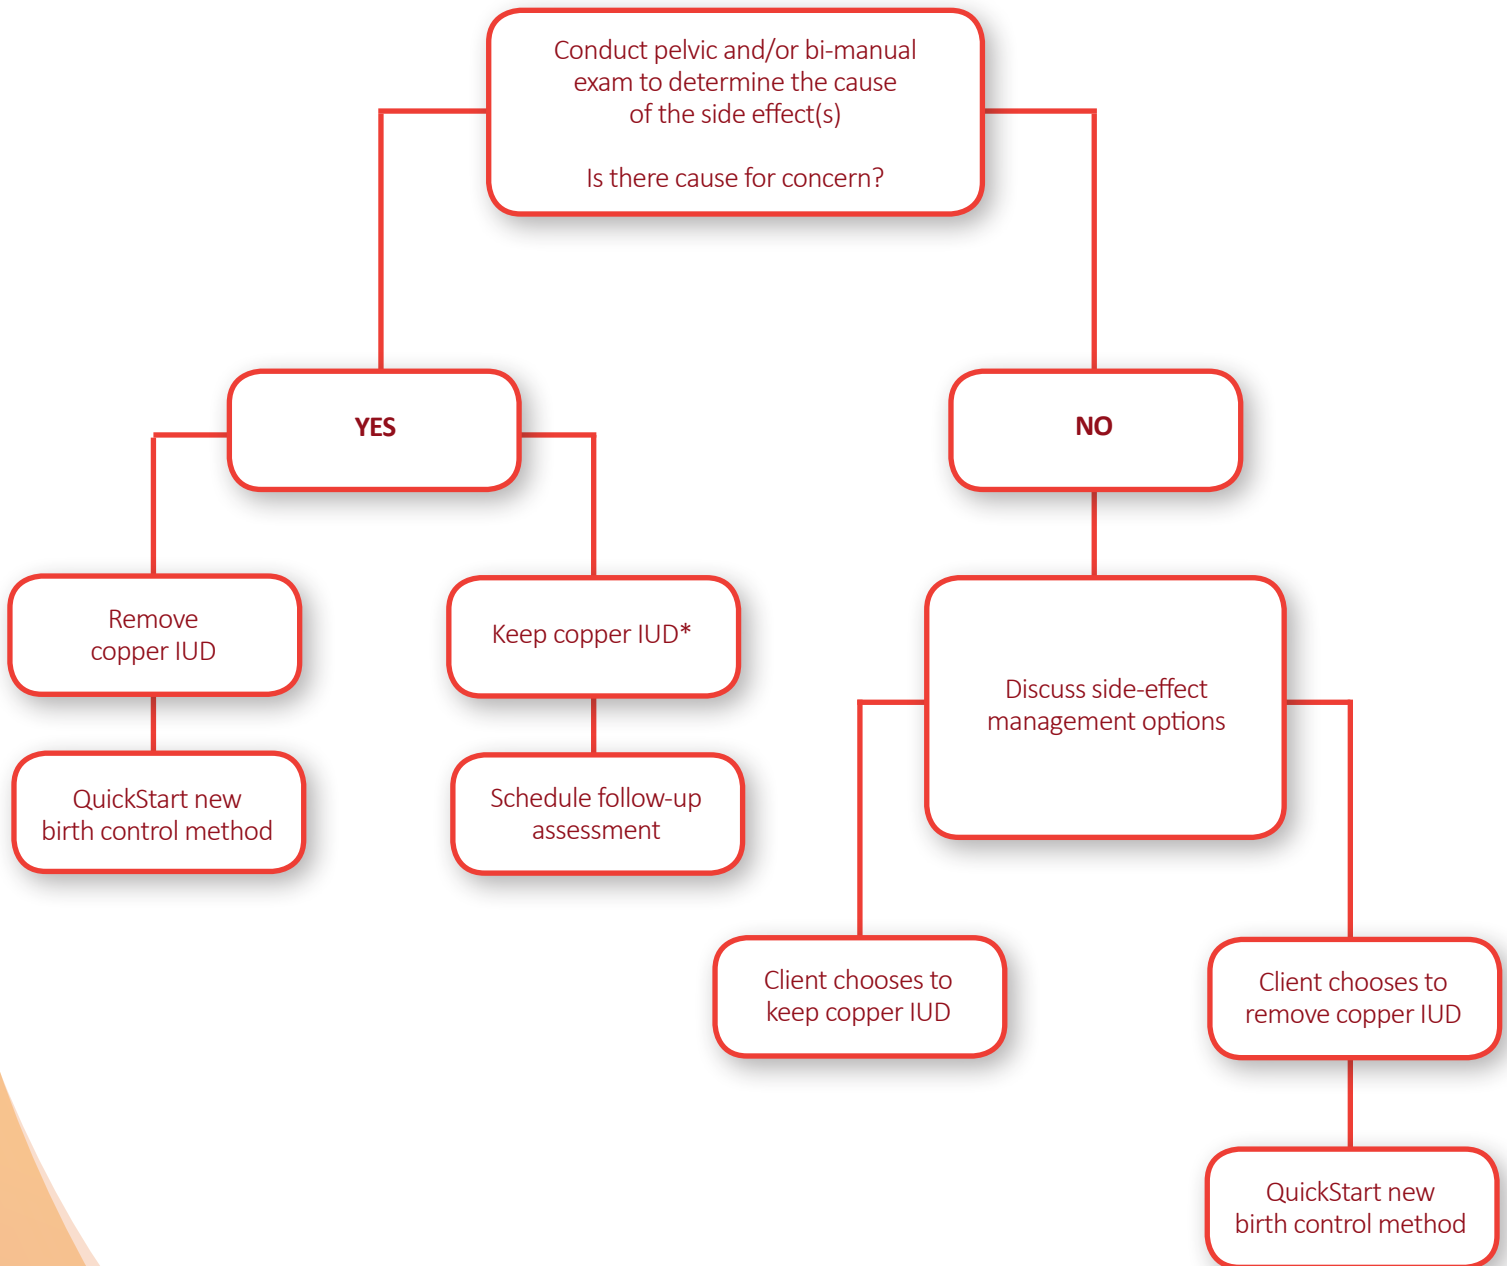 Conduct pelvic and/or bi-manual
exam to determine the cause
of the side effect(s)
Is there cause for concern?
YES
NO
Remove
copper IUD
Keep copper IUD*
Discuss side-effect
management options
QuickStart new
birth control method
Schedule follow-up
assessment
Client chooses to
keep copper IUD
Client chooses to
remove copper IUD
QuickStart new
birth control method